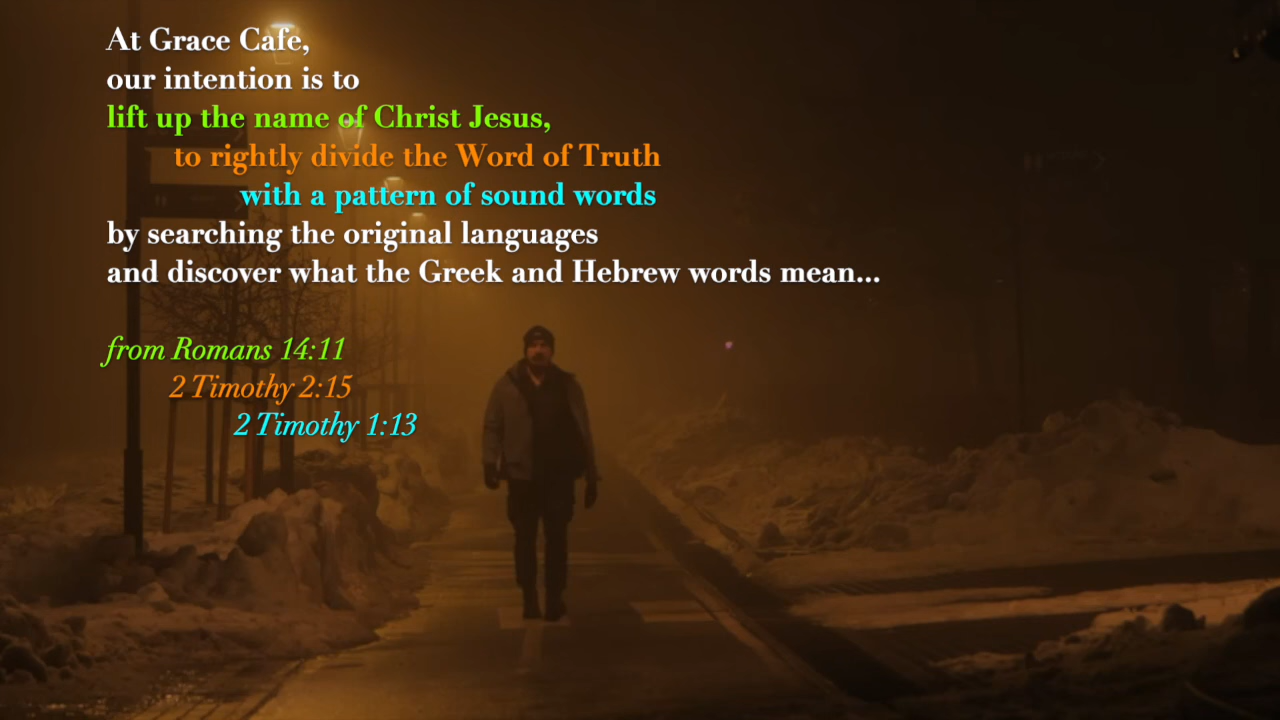 At Grace Cafe,
our intention is to
lift up the name of Christ Jesus,
to rightly divide the Word of Truth
with a pattern of sound words
by searching the original languages
and discover what the Greek and Hebrew words mean...
from Romans 14:11
2 Timothy 2:15
2 Timothy 1:13